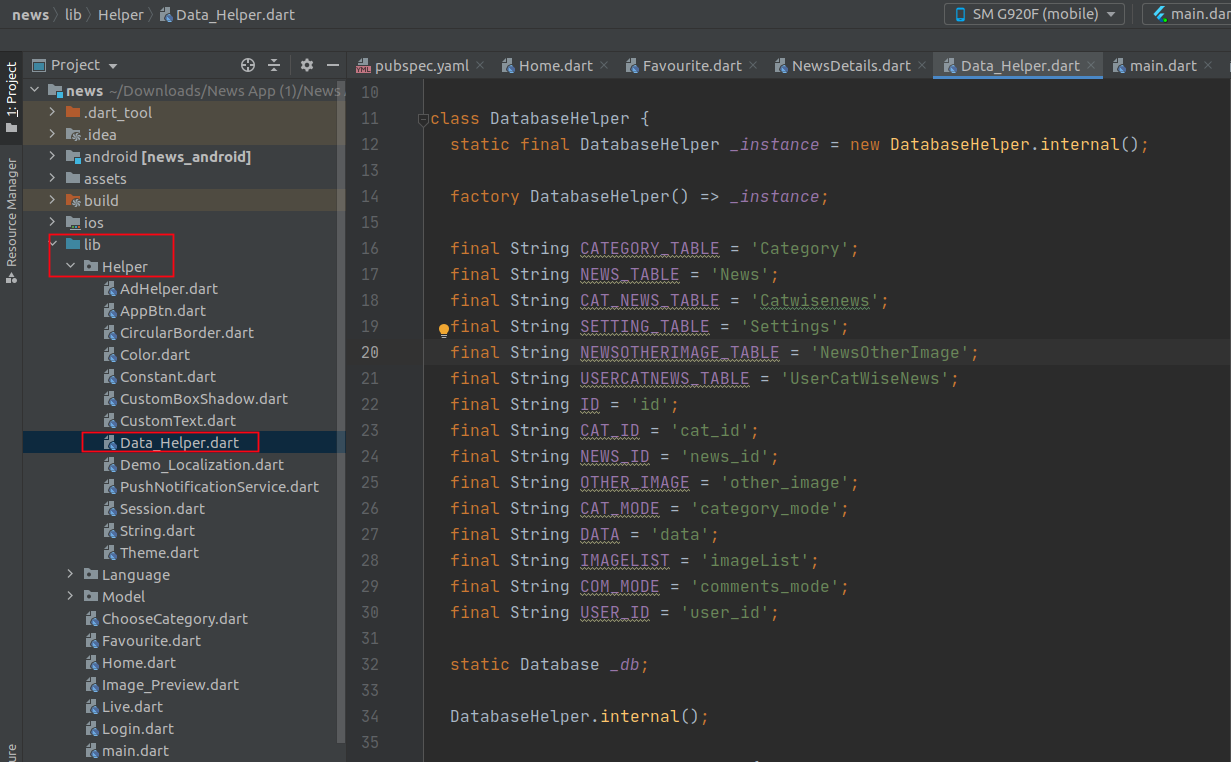 news lib Helper Data_Helper.dart
SM G920F (mobile)
main.dar
1: Project
Resource Manager
Project
news ~/Downloads/News App (1)/News
.dart_tool
.idea
android [news_android]
assets
build
ios
lib
Helper
AdHelper.dart
AppBtn.dart
CircularBorder.dart
Color.dart
Constant.dart
CustomBoxShadow.dart
CustomText.dart
Data_Helper.dart
Demo_Localization.dart
PushNotificationService.dart
Session.dart
String.dart
Theme.dart
Language
Model
ChooseCategory.dart
Favourite.dart
Home.dart
Image_Preview.dart
Live.dart
Login.dart
main.dart
pubspec.yaml Home.dart Favourite.dart NewsDetails.dart Data_Helper.dart main.dart
10
11 class DatabaseHelper {
12 static final DatabaseHelper _instance = new DatabaseHelper.internal();
13
14 factory DatabaseHelper() => _instance;
15
16 final String CATEGORY_TABLE = 'Category';
17 final String NEWS_TABLE = 'News';
18 final String CAT_NEWS_TABLE = 'Catwisenews';
19 final String SETTING_TABLE = 'Settings';
20 final String NEWSOTHERIMAGE_TABLE = 'NewsOtherImage';
21 final String USERCATNEWS_TABLE = 'UserCatWiseNews';
22 final String ID = 'id';
23 final String CAT_ID = 'cat_id';
24 final String NEWS_ID = 'news_id';
25 final String OTHER_IMAGE = 'other_image';
26 final String CAT_MODE = 'category_mode';
27 final String DATA = 'data';
28 final String IMAGELIST = 'imageList';
29 final String COM_MODE = 'comments_mode';
30 final String USER_ID = 'user_id';
31
32 static Database _db;
33
34 DatabaseHelper.internal();
35